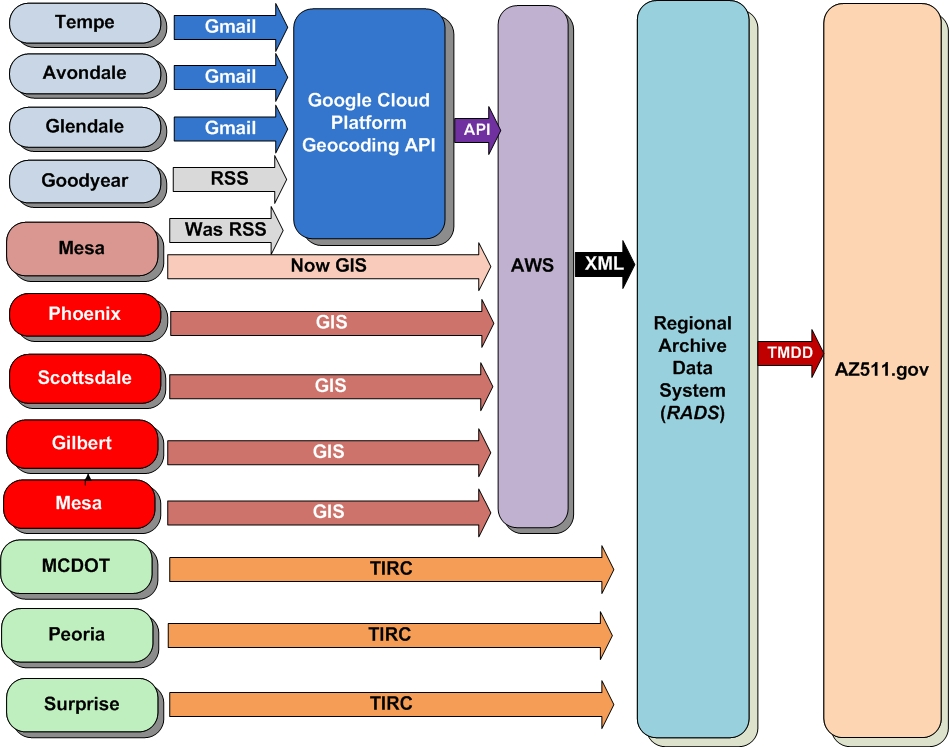 Tempe
Gmail
Avondale
Gmail
Glendale
Gmail
Goodyear
RSS
Mesa
Was RSS
Now GIS
Phoenix
GIS
Scottsdale
GIS
Gilbert
GIS
Mesa
GIS
MCDOT
TIRC
Peoria
TIRC
Surprise
TIRC
Google Cloud
Platform
Geocoding API
API
AWS
XML
Regional
Archive
Data
System
(RADS)
TMDD
AZ511.gov